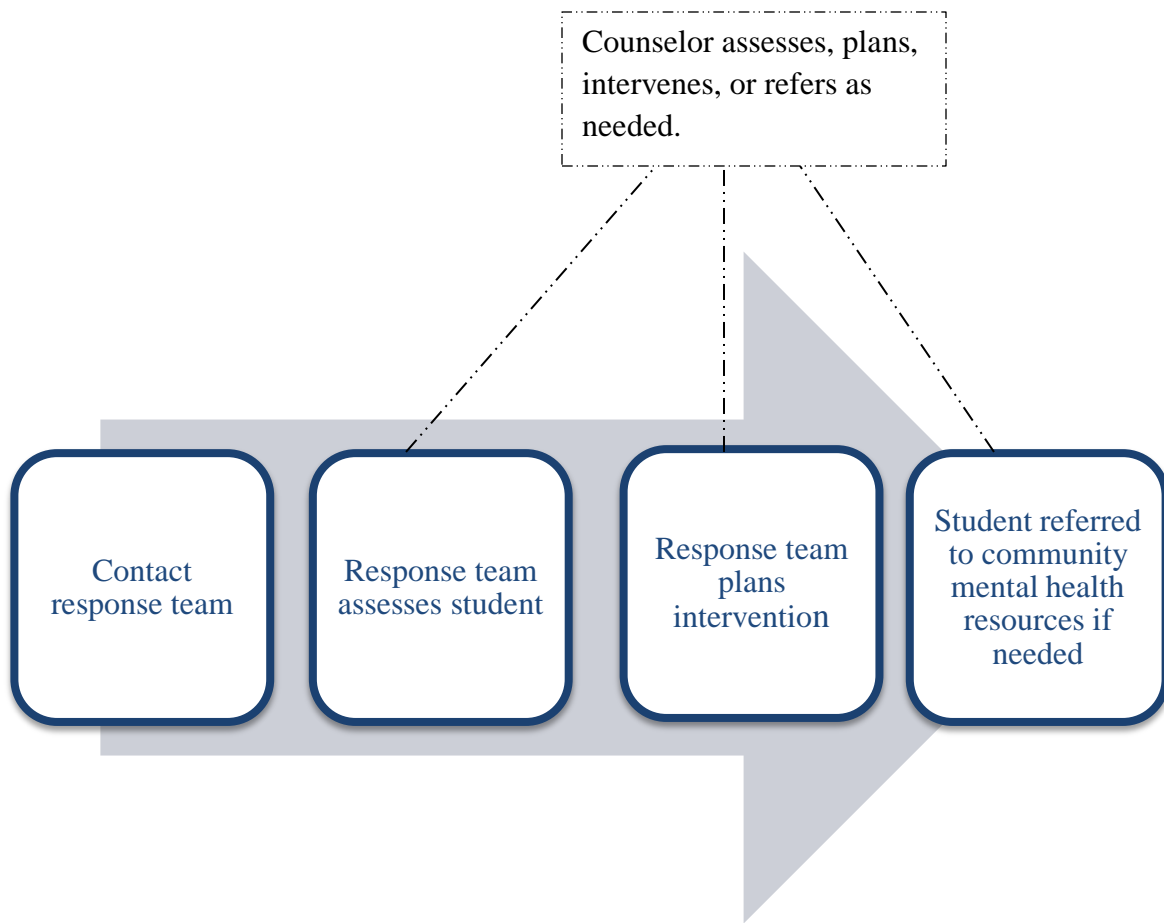 Counselor assesses, plans,
intervenes, or refers as
needed.
Contact
response team
Response team
assesses student
Response team
plans
intervention
Student referred
to community
mental health
resources if
needed